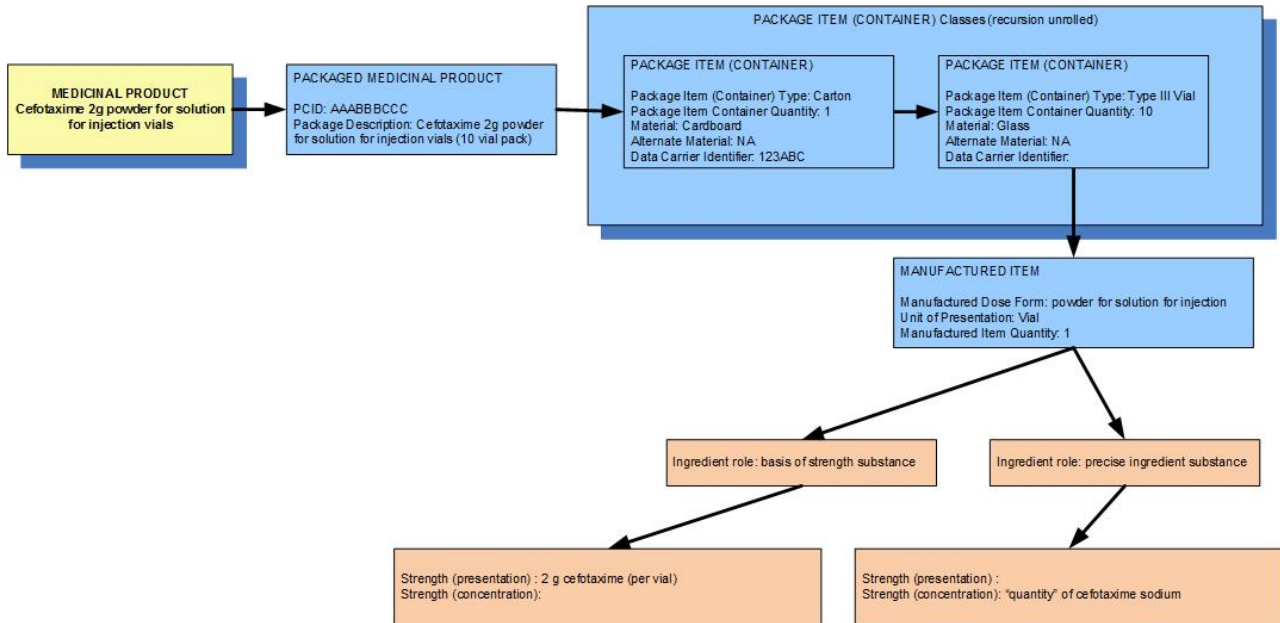 PACKAGE ITEM (CONTAINER) Classes (recursion unrolled)
MEDICINAL PRODUCT
Cefotaxime 2g powder for solution
for injection vials
PACKAGED MEDICINAL PRODUCT
PCID: AAABBBCCC
Package Description: Cefotaxime 2g powder
for solution for injection vials (10 vial pack)
PACKAGE ITEM (CONTAINER)
Package Item (Container) Type: Carton
Package Item Container Quantity: 1
Material: Cardboard
Alternate Material: NA
Data Carrier Identifier: 123ABC
PACKAGE ITEM (CONTAINER)
Package Item (Container) Type: Type III Vial
Package Item Container Quantity: 10
Material: Glass
Alternate Material: NA
Data Carrier Identifier:
MANUFACTURED ITEM
Manufactured Dose Form: powder for solution for injection
Unit of Presentation: Vial
Manufactured Item Quantity: 1
Ingredient role: basis of strength substance
Ingredient role: precise ingredient substance
Strength (presentation) : 2 g cefotaxime (per vial)
Strength (concentration):
Strength (presentation) :
Strength (concentration): “quantity” of cefotaxime sodium